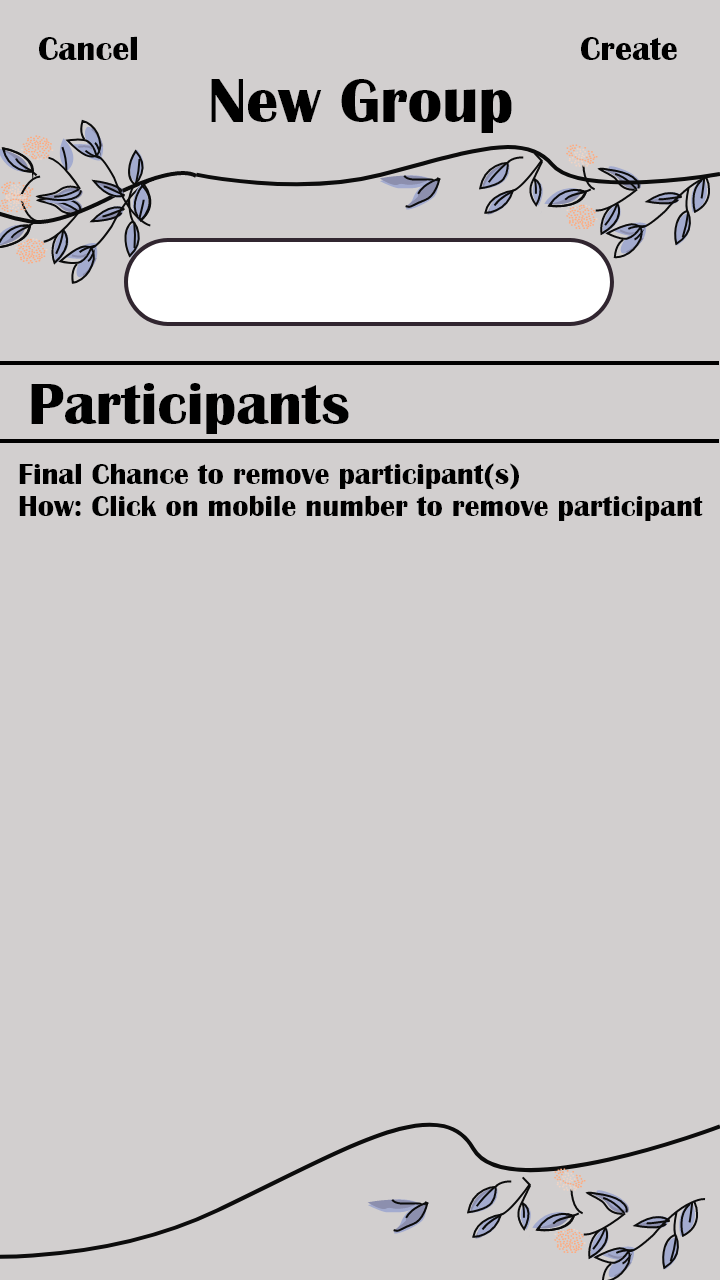 Cancel
Create
New Group
Participants
Final Chance to remove participant(s)
How: Click on mobile number to remove participant